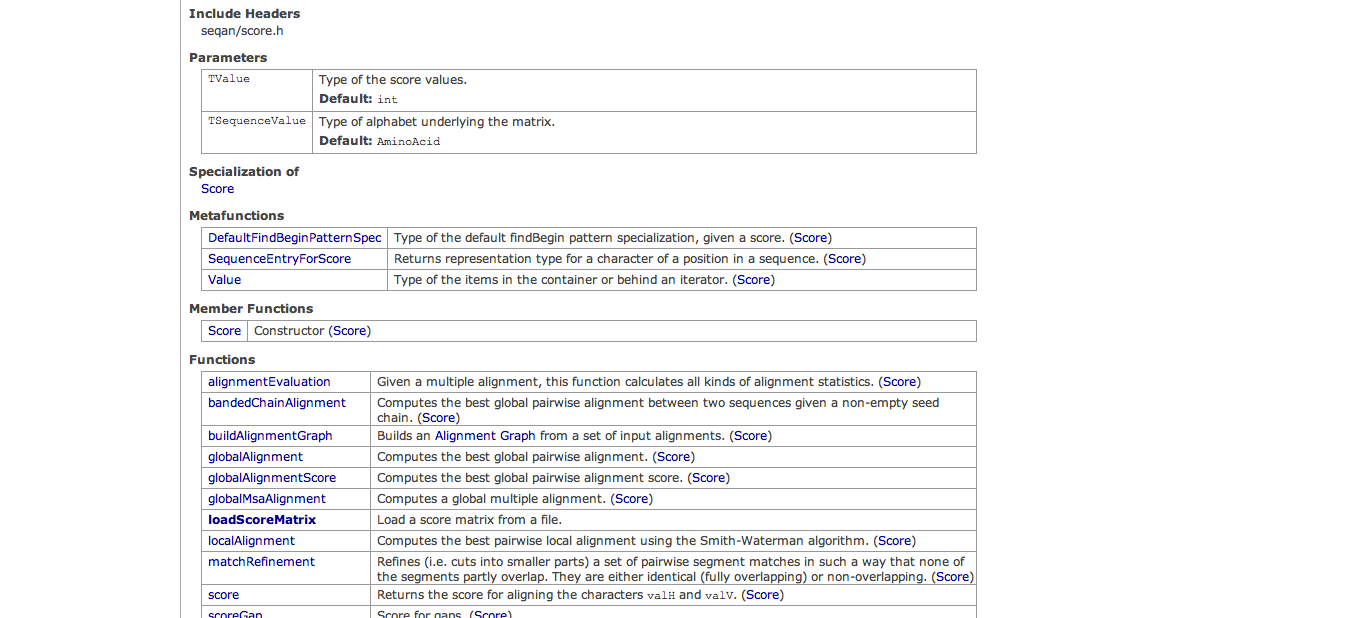 Include Headers
seqan/score.h
Parameters
TValue Type of the score values.
Default: int
TSequenceValue Type of alphabet underlying the matrix.
Default: AminoAcid
Specialization of
Score
Metafunctions
DefaultFindBeginPatternSpec Type of the default findBegin pattern specialization, given a score. (Score)
SequenceEntryForScore Returns representation type for a character of a position in a sequence. (Score)
Value Type of the items in the container or behind an iterator. (Score)
Member Functions
Score Constructor (Score)
Functions
alignmentEvaluation Given a multiple alignment, this function calculates all kinds of alignment statistics. (Score)
bandedChainAlignment Computes the best global pairwise alignment between two sequences given a non-empty seed
chain. (Score)
buildAlignmentGraph Builds an Alignment Graph from a set of input alignments. (Score)
globalAlignment Computes the best global pairwise alignment. (Score)
globalAlignmentScore Computes the best global pairwise alignment score. (Score)
globalMsaAlignment Computes a global multiple alignment. (Score)
loadScoreMatrix Load a score matrix from a file.
localAlignment Computes the best pairwise local alignment using the Smith-Waterman algorithm. (Score)
matchRefinement Refines (i.e. cuts into smaller parts) a set of pairwise segment matches in such a way that none of
the segments partly overlap. They are either identical (fully overlapping) or non-overlapping. (Score)
score Returns the score for aligning the characters valH and valV. (Score)
scoreGap Score for gaps. (Score)